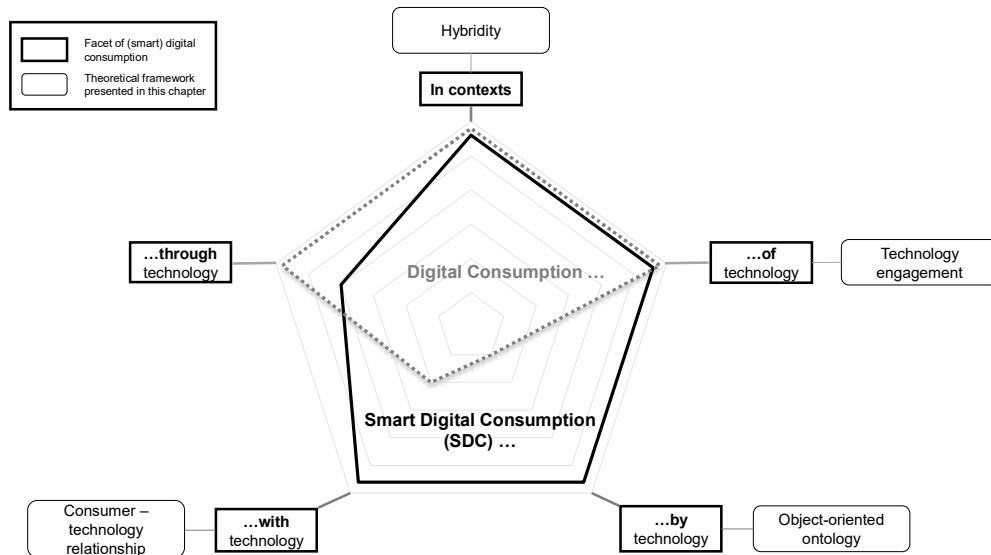 Hybridity
Facet of (smart) digital
consumption
Theoretical framework
presented in this chapter
In contexts
…through
technology
Digital Consumption …
…of
technology
Technology
engagement
Smart Digital Consumption
(SDC) …
Consumer –
technology
relationship
…with
technology
…by
technology
Object-oriented
ontology